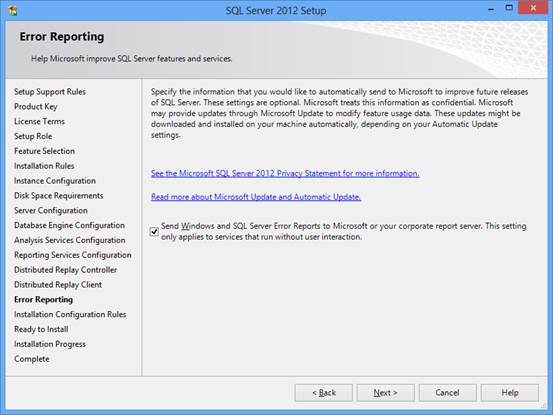 SQL Server 2012 Setup
Error Reporting
Help Microsoft improve SQL Server features and services.
Setup Support Rules
Product Key
License Terms
Setup Role
Feature Selection
Installation Rules
Instance Configuration
Disk Space Requirements
Server Configuration
Database Engine Configuration
Analysis Services Configuration
Reporting Services Configuration
Distributed Replay Controller
Distributed Replay Client
Error Reporting
Installation Configuration Rules
Ready to Install
Installation Progress
Complete
Specify the information that you would like to automatically send to Microsoft to improve future releases
of SQL Server. These settings are optional. Microsoft treats this information as confidential. Microsoft
may provide updates through Microsoft Update to modify feature usage data. These updates might be
downloaded and installed on your machine automatically, depending on your Automatic Update
settings.
See the Microsoft SQL Server 2012 Privacy Statement for more information.
Read more about Microsoft Update and Automatic Update.
Send Windows and SQL Server Error Reports to Microsoft or your corporate report server. This setting
only applies to services that run without user interaction.
< Back
Next >
Cancel
Help